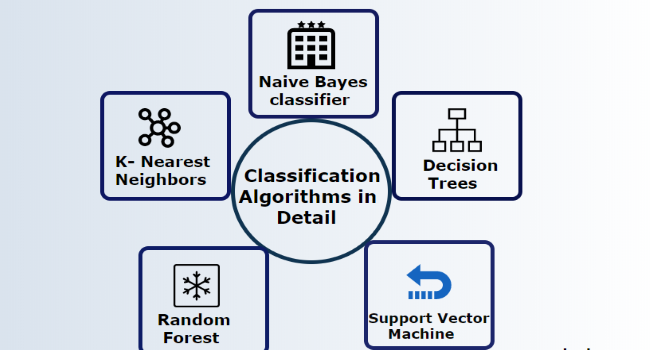 Naive Bayes
classifier
K- Nearest
Neighbors
Classification
Algorithms in
Detail
Decision
Trees
Random
Forest
Support Vector
Machine